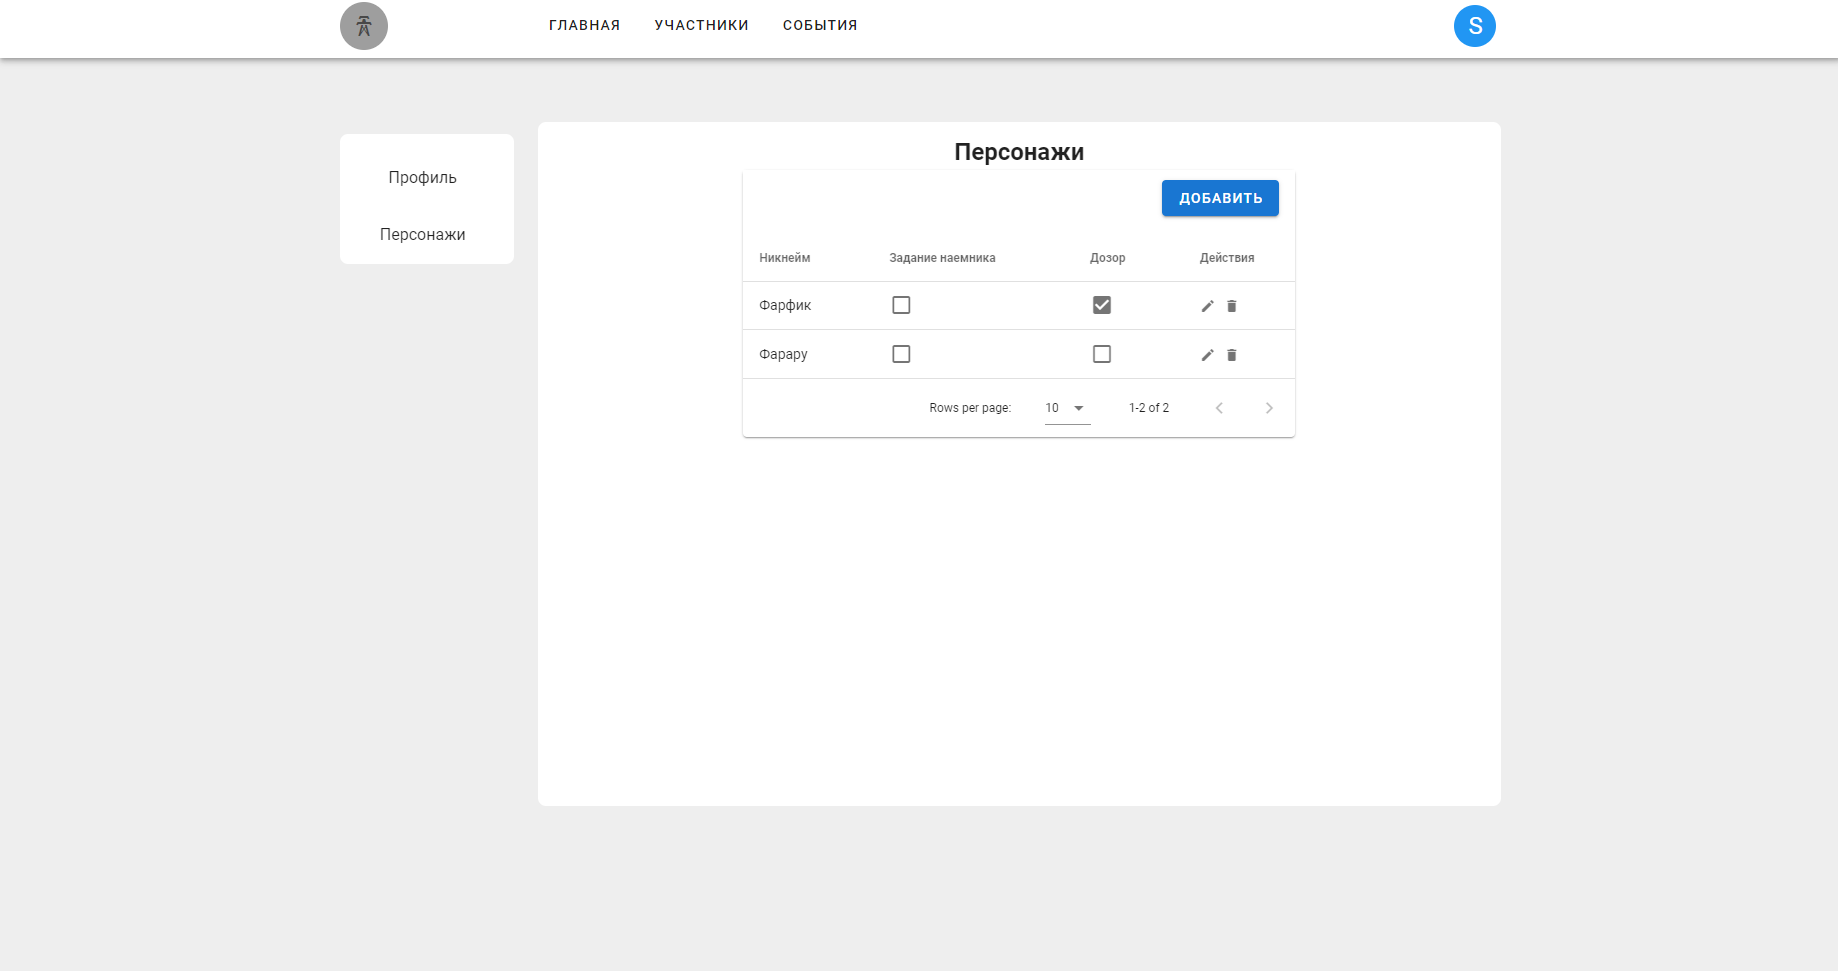 ГЛАВНАЯ УЧАСТНИКИ СОБЫТИЯ S
Профиль
Персонажи
Персонажи
ДОБАВИТЬ
Никнейм Задание наемника Дозор Действия
Фарфик
Фарару
Rows per page: 10 1-2 of 2